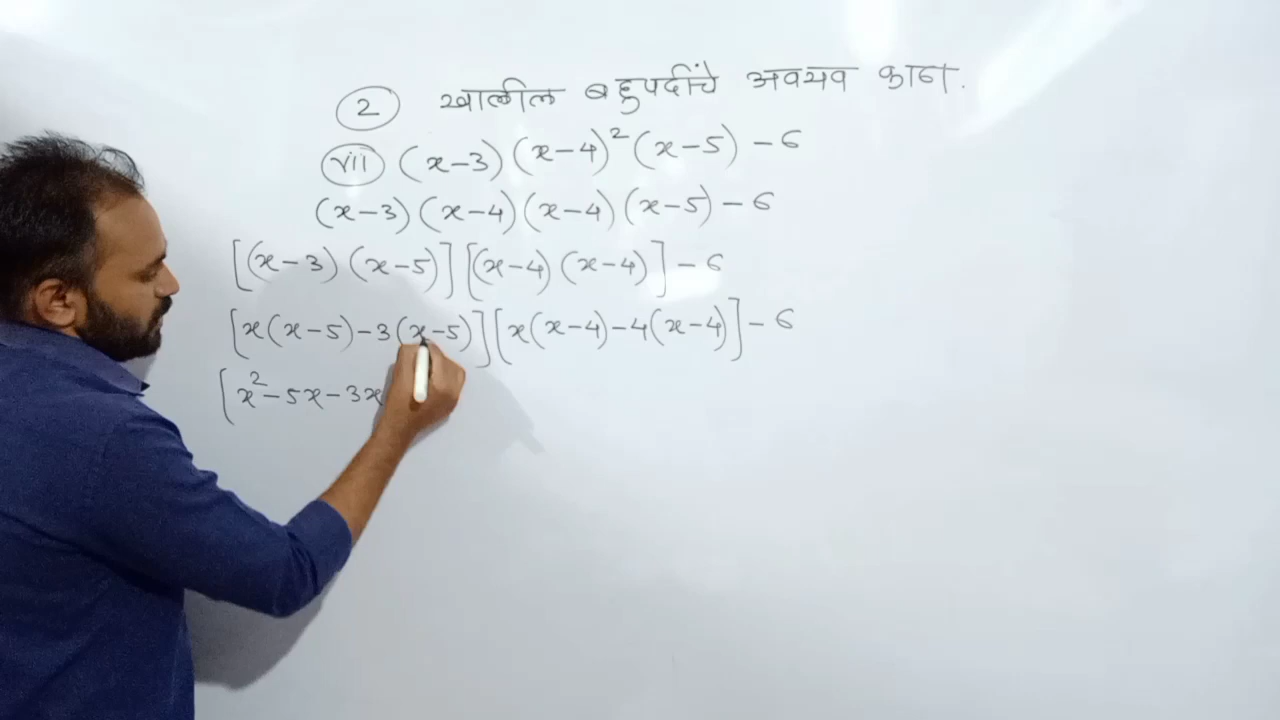 2 खालील बहुपदींचे अवयव काढा.
vii (x-3)(x-4)²(x-5)-6
(x-3)(x-4)(x-4)(x-5)-6
[(x-3)(x-5)][(x-4)(x-4)]-6
[x(x-5)-3(x-5)][x(x-4)-4(x-4)]-6
[x²-5x-3x